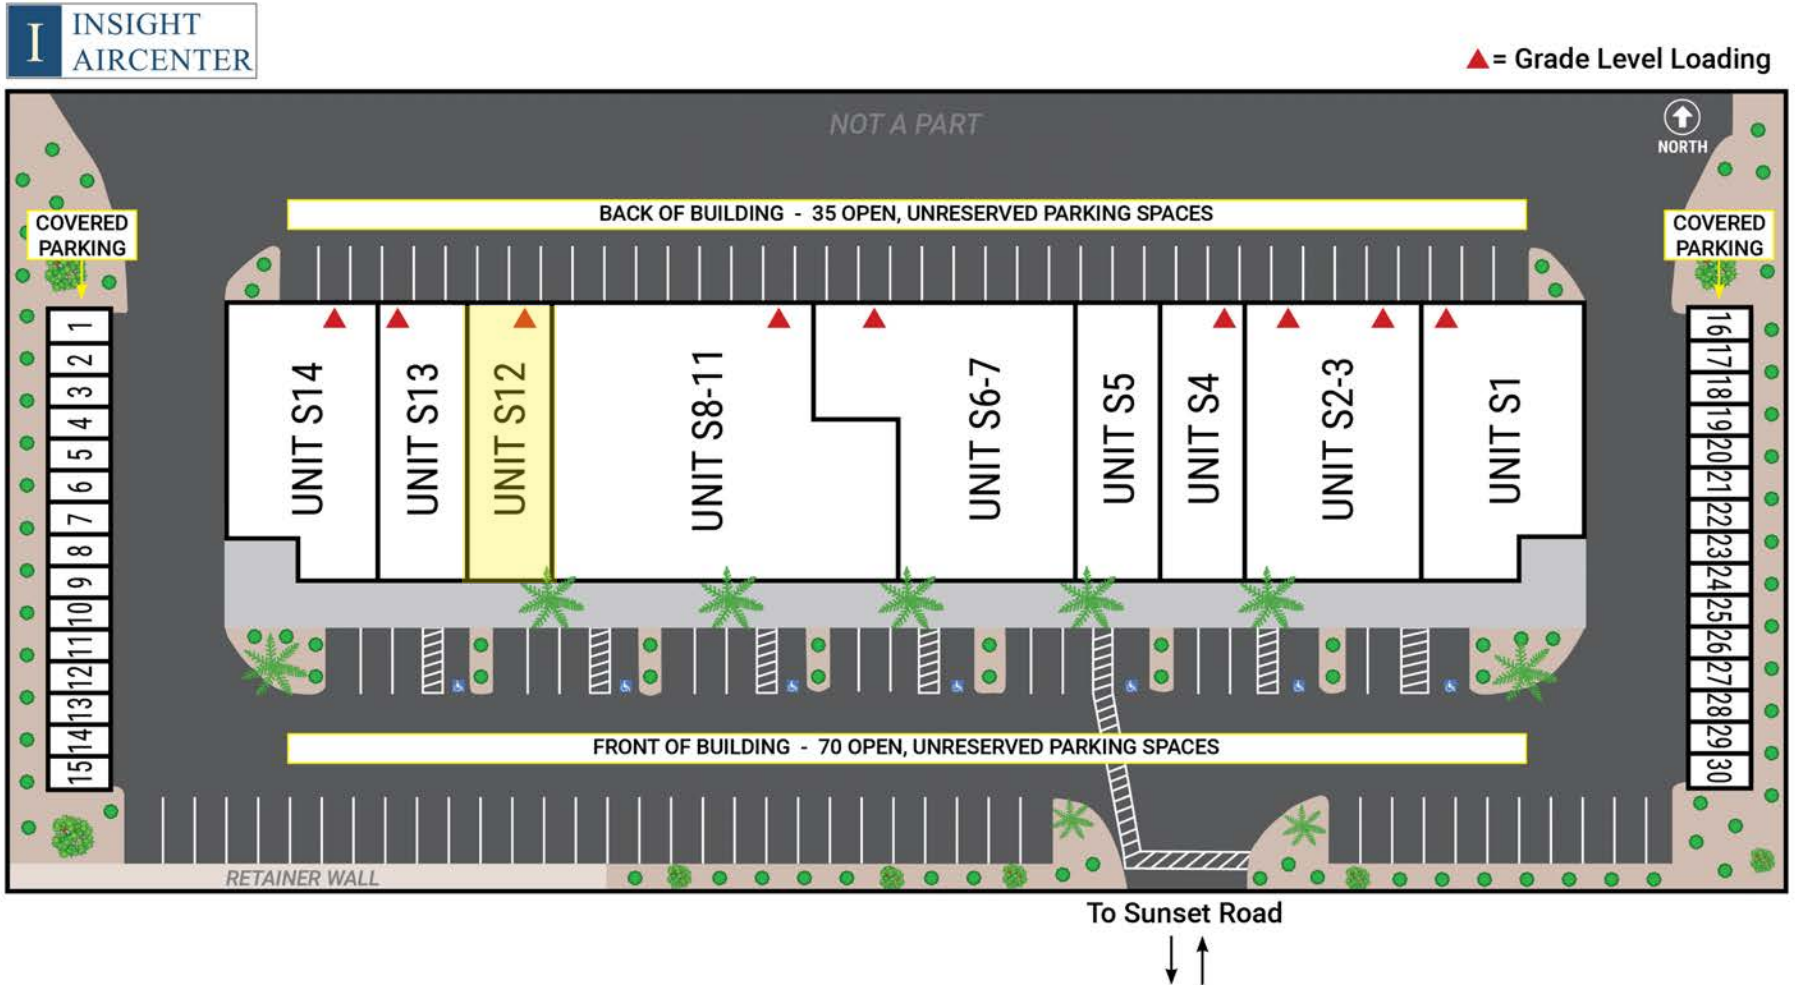 I
INSIGHT
AIRCENTER
= Grade Level Loading
NOT A PART
NORTH
BACK OF BUILDING - 35 OPEN, UNRESERVED PARKING SPACES
COVERED
PARKING
COVERED
PARKING
1
2
3
4
5
6
7
8
9
10
11
12
13
14
15
UNIT S14
UNIT S13
UNIT S12
UNIT S8-11
UNIT S6-7
UNIT S5
UNIT S4
UNIT S2-3
UNIT S1
16
17
18
19
20
21
22
23
24
25
26
27
28
29
30
FRONT OF BUILDING - 70 OPEN, UNRESERVED PARKING SPACES
RETAINER WALL
To Sunset Road